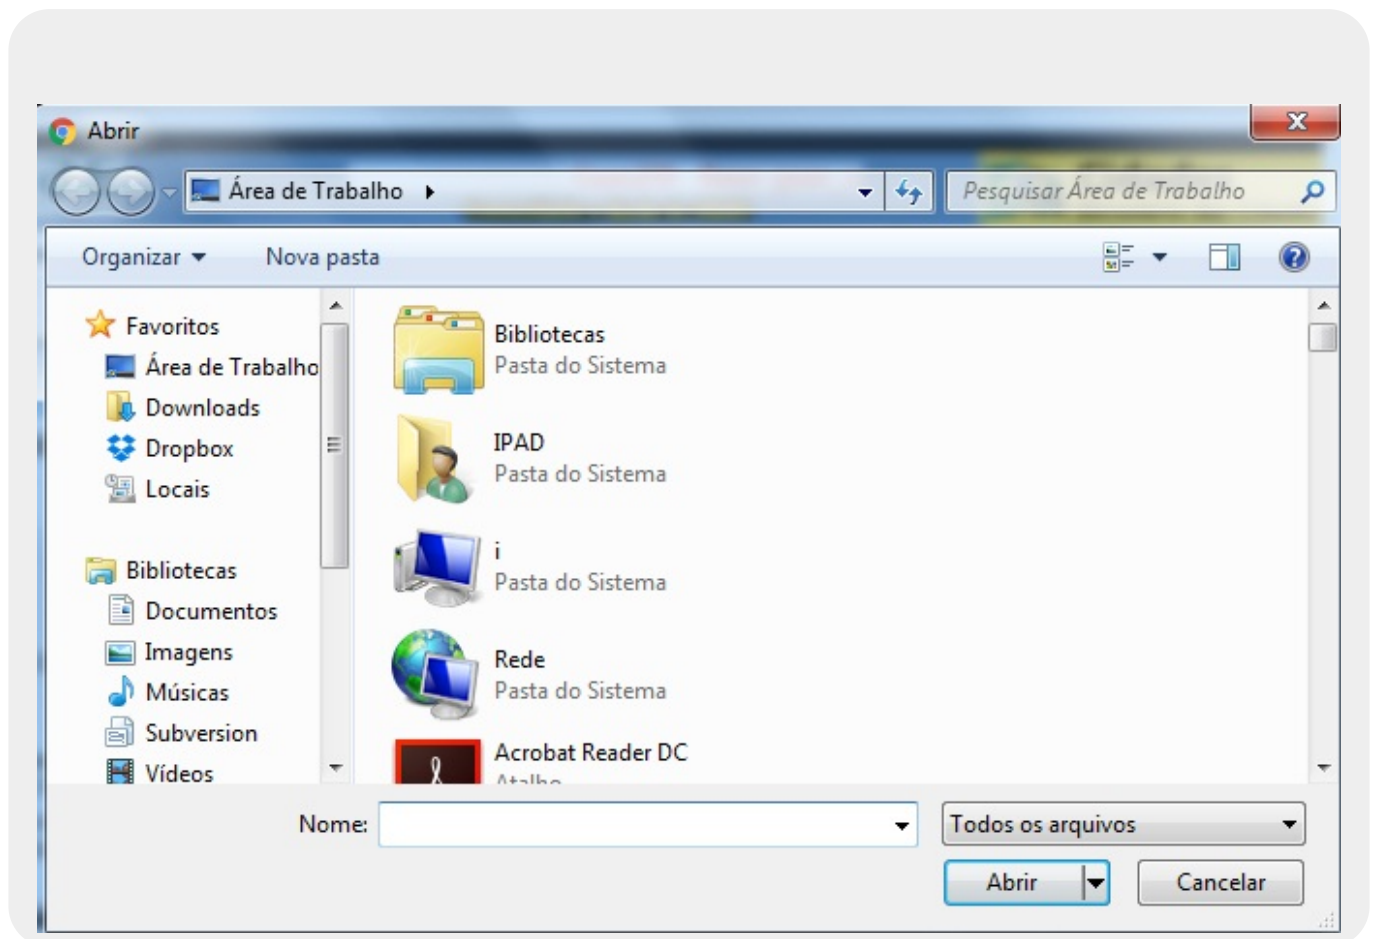 Abrir
Área de Trabalho
Pesquisar Área de Trabalho
Organizar
Nova pasta
Favoritos
Área de Trabalho
Downloads
Dropbox
Locais
Bibliotecas
Documentos
Imagens
Músicas
Subversion
Vídeos
Bibliotecas
Pasta do Sistema
IPAD
Pasta do Sistema
i
Pasta do Sistema
Rede
Pasta do Sistema
Acrobat Reader DC
Atalho
Nome:
Todos os arquivos
Abrir
Cancelar